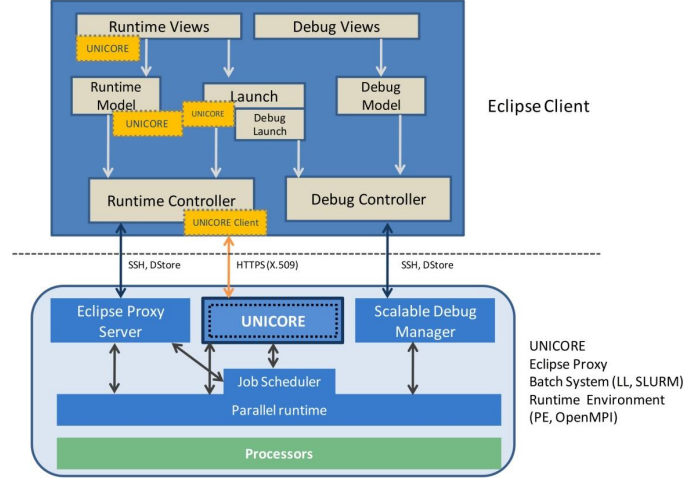 Runtime Views
Debug Views
UNICORE
Runtime
Model
UNICORE
Launch
UNICORE
Debug
Launch
Debug
Model
Eclipse Client
Runtime Controller
Debug Controller
UNICORE Client
SSH, DStore
HTTPS (X.509)
SSH, DStore
Eclipse Proxy
Server
UNICORE
Scalable Debug
Manager
Job Scheduler
Parallel runtime
Processors
UNICORE
Eclipse Proxy
Batch System (LL, SLURM)
Runtime Environment
(PE, OpenMPI)